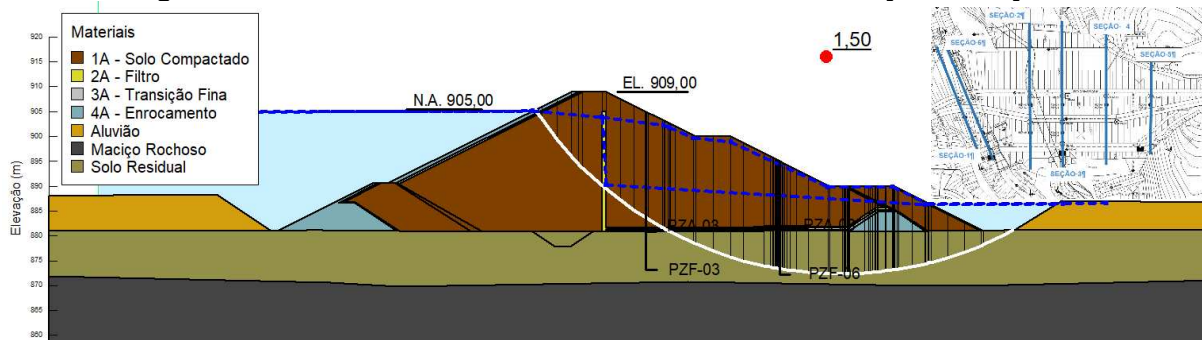 Materiais
1A - Solo Compactado
2A - Filtro
3A - Transição Fina
4A - Enrocamento
Aluvião
Maciço Rochoso
Solo Residual
Elevação (m)
920
915
910
905
900
895
890
885
880
875
870
865
860
N.A. 905,00
EL. 909,00
1,50
PZA-03
PZF-03
PZF-06
SEÇÃO-2¶
SEÇÃO- 4
SEÇÃO-6¶
SEÇÃO-5¶
SEÇÃO-1¶
SEÇÃO-3¶